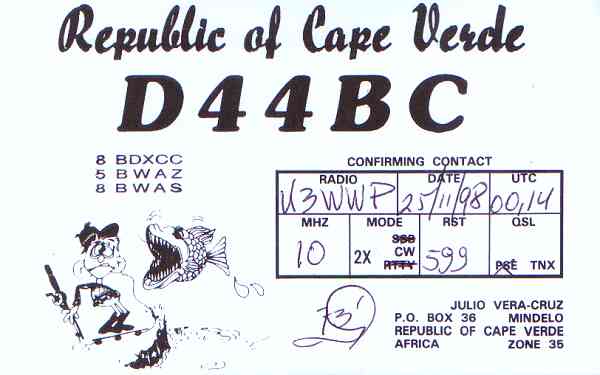 Republic of Cape Verde
D44BC
8 BDXCC
5 BWAZ
8 BWAS
CONFIRMING CONTACT
RADIO DATE UTC
K3WWP 25/11/98 00,14
MHZ MODE RST QSL
10 2X SSB CW RTTY 599 PSE TNX
73'
JULIO VERA-CRUZ
P.O. BOX 36 MINDELO
REPUBLIC OF CAPE VERDE
AFRICA ZONE 35